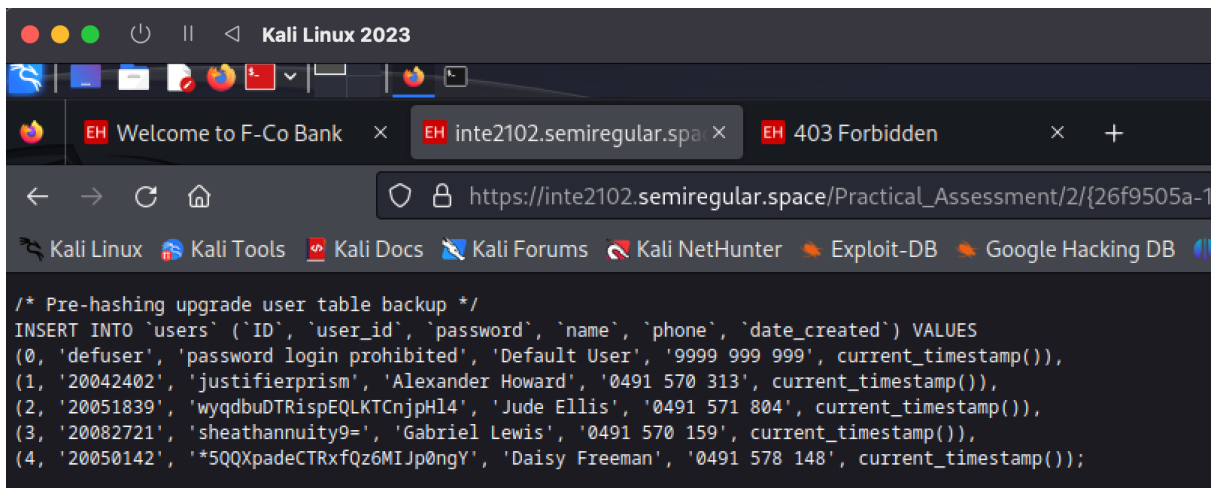 Kali Linux 2023
EH Welcome to F-Co Bank
EH inte2102.semiregular.spa
EH 403 Forbidden
https://inte2102.semiregular.space/Practical_Assessment/2/{26f9505a-1
Kali Linux Kali Tools Kali Docs Kali Forums Kali NetHunter Exploit-DB Google Hacking DB
/* Pre-hashing upgrade user table backup */
INSERT INTO `users` (`ID`, `user_id`, `password`, `name`, `phone`, `date_created`) VALUES
(0, 'defuser', 'password login prohibited', 'Default User', '9999 999 999', current_timestamp()),
(1, '20042402', 'justifierprism', 'Alexander Howard', '0491 570 313', current_timestamp()),
(2, '20051839', 'wyqdbuDTRispEQLKTCnjpHl4', 'Jude Ellis', '0491 571 804', current_timestamp()),
(3, '20082721', 'sheathannuity9=', 'Gabriel Lewis', '0491 570 159', current_timestamp()),
(4, '20050142', '*5QQXpadeCTRxfQz6MIJp0ngY', 'Daisy Freeman', '0491 578 148', current_timestamp());